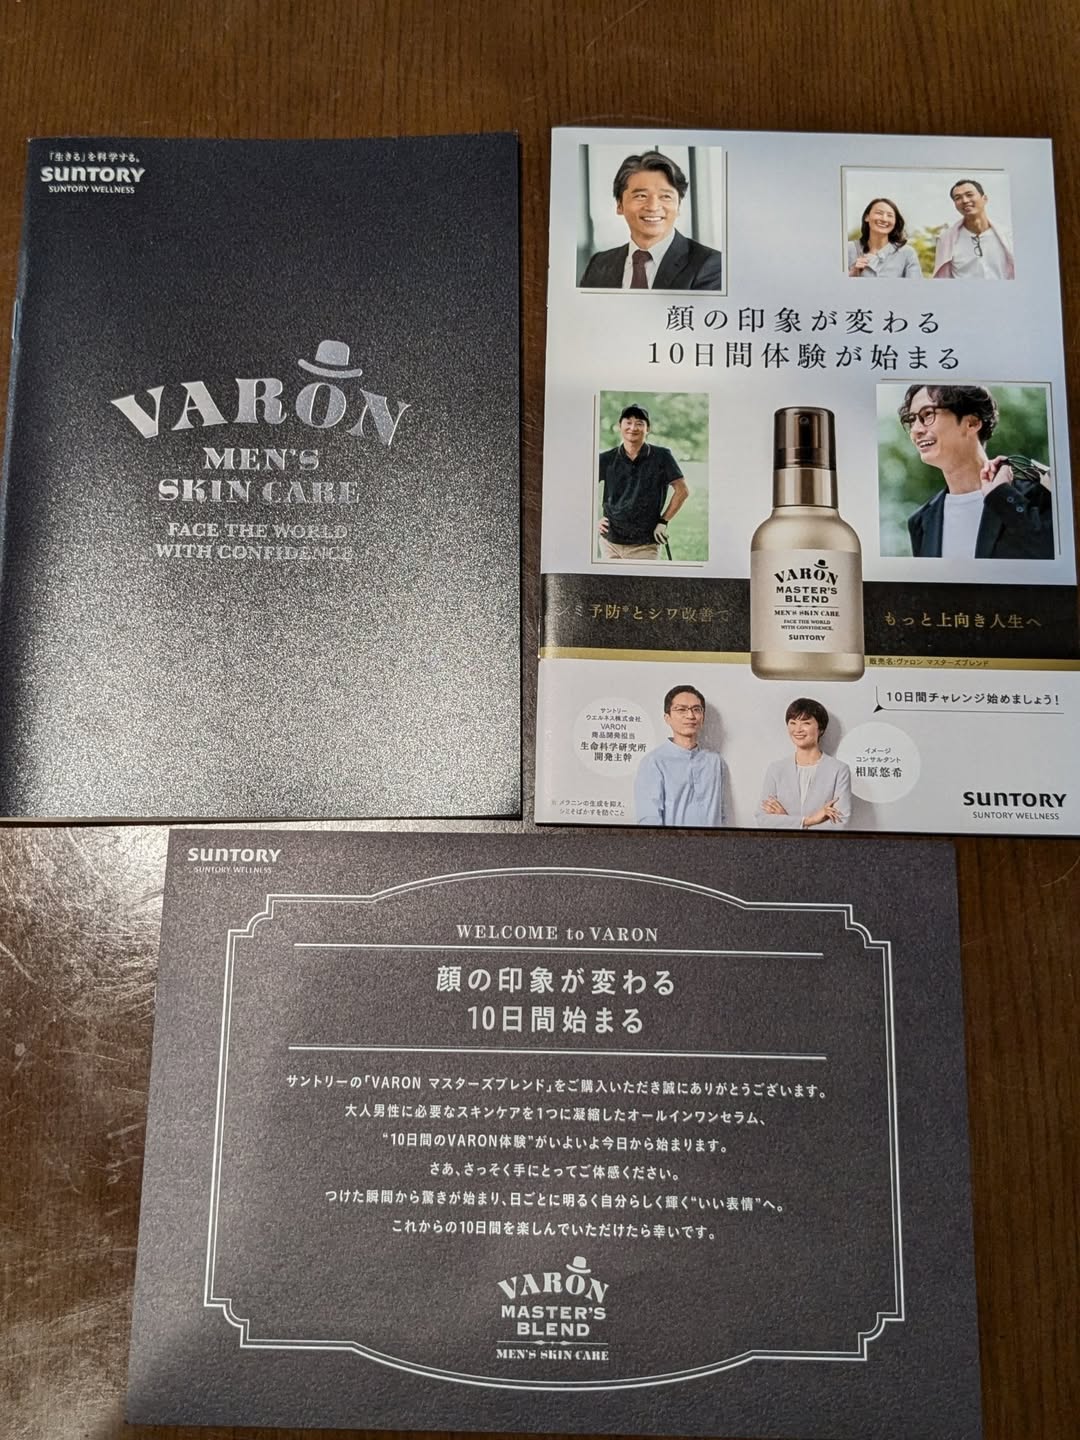 「生きる」を科学する。
SUNTORY
SUNTORY WELLNESS
VARON
MEN'S
SKIN CARE
FACE THE WORLD
WITH CONFIDENCE
顔の印象が変わる
10日間体験が始まる
VARON
MASTER'S
BLEND
MEN'S SKIN CARE
FACE THE WORLD
WITH CONFIDENCE.
SUNTORY
シミ予防※とシワ改善で
もっと上向き人生へ
販売名:ヴァロン マスターズブレンド
10日間チャレンジ始めましょう!
サントリー
ウエルネス株式会社
VARON
商品開発担当
生命科学研究所
開発主幹
イメージ
コンサルタント
相原悠希
※メラニンの生成を抑え、
シミそばかすを防ぐこと
SUNTORY
SUNTORY WELLNESS
SUNTORY
SUNTORY WELLNESS
WELCOME to VARON
顔の印象が変わる
10日間始まる
サントリーの「VARON マスターズブレンド」をご購入いただき誠にありがとうございます。
大人男性に必要なスキンケアを1つに凝縮したオールインワンセラム、
“10日間のVARON体験”がいよいよ今日から始まります。
さあ、さっそく手にとってご体感ください。
つけた瞬間から驚きが始まり、日ごとに明るく自分らしく輝く“いい表情”へ。
これからの10日間を楽しんでいただけたら幸いです。
VARON
MASTER'S
BLEND
MEN'S SKIN CARE